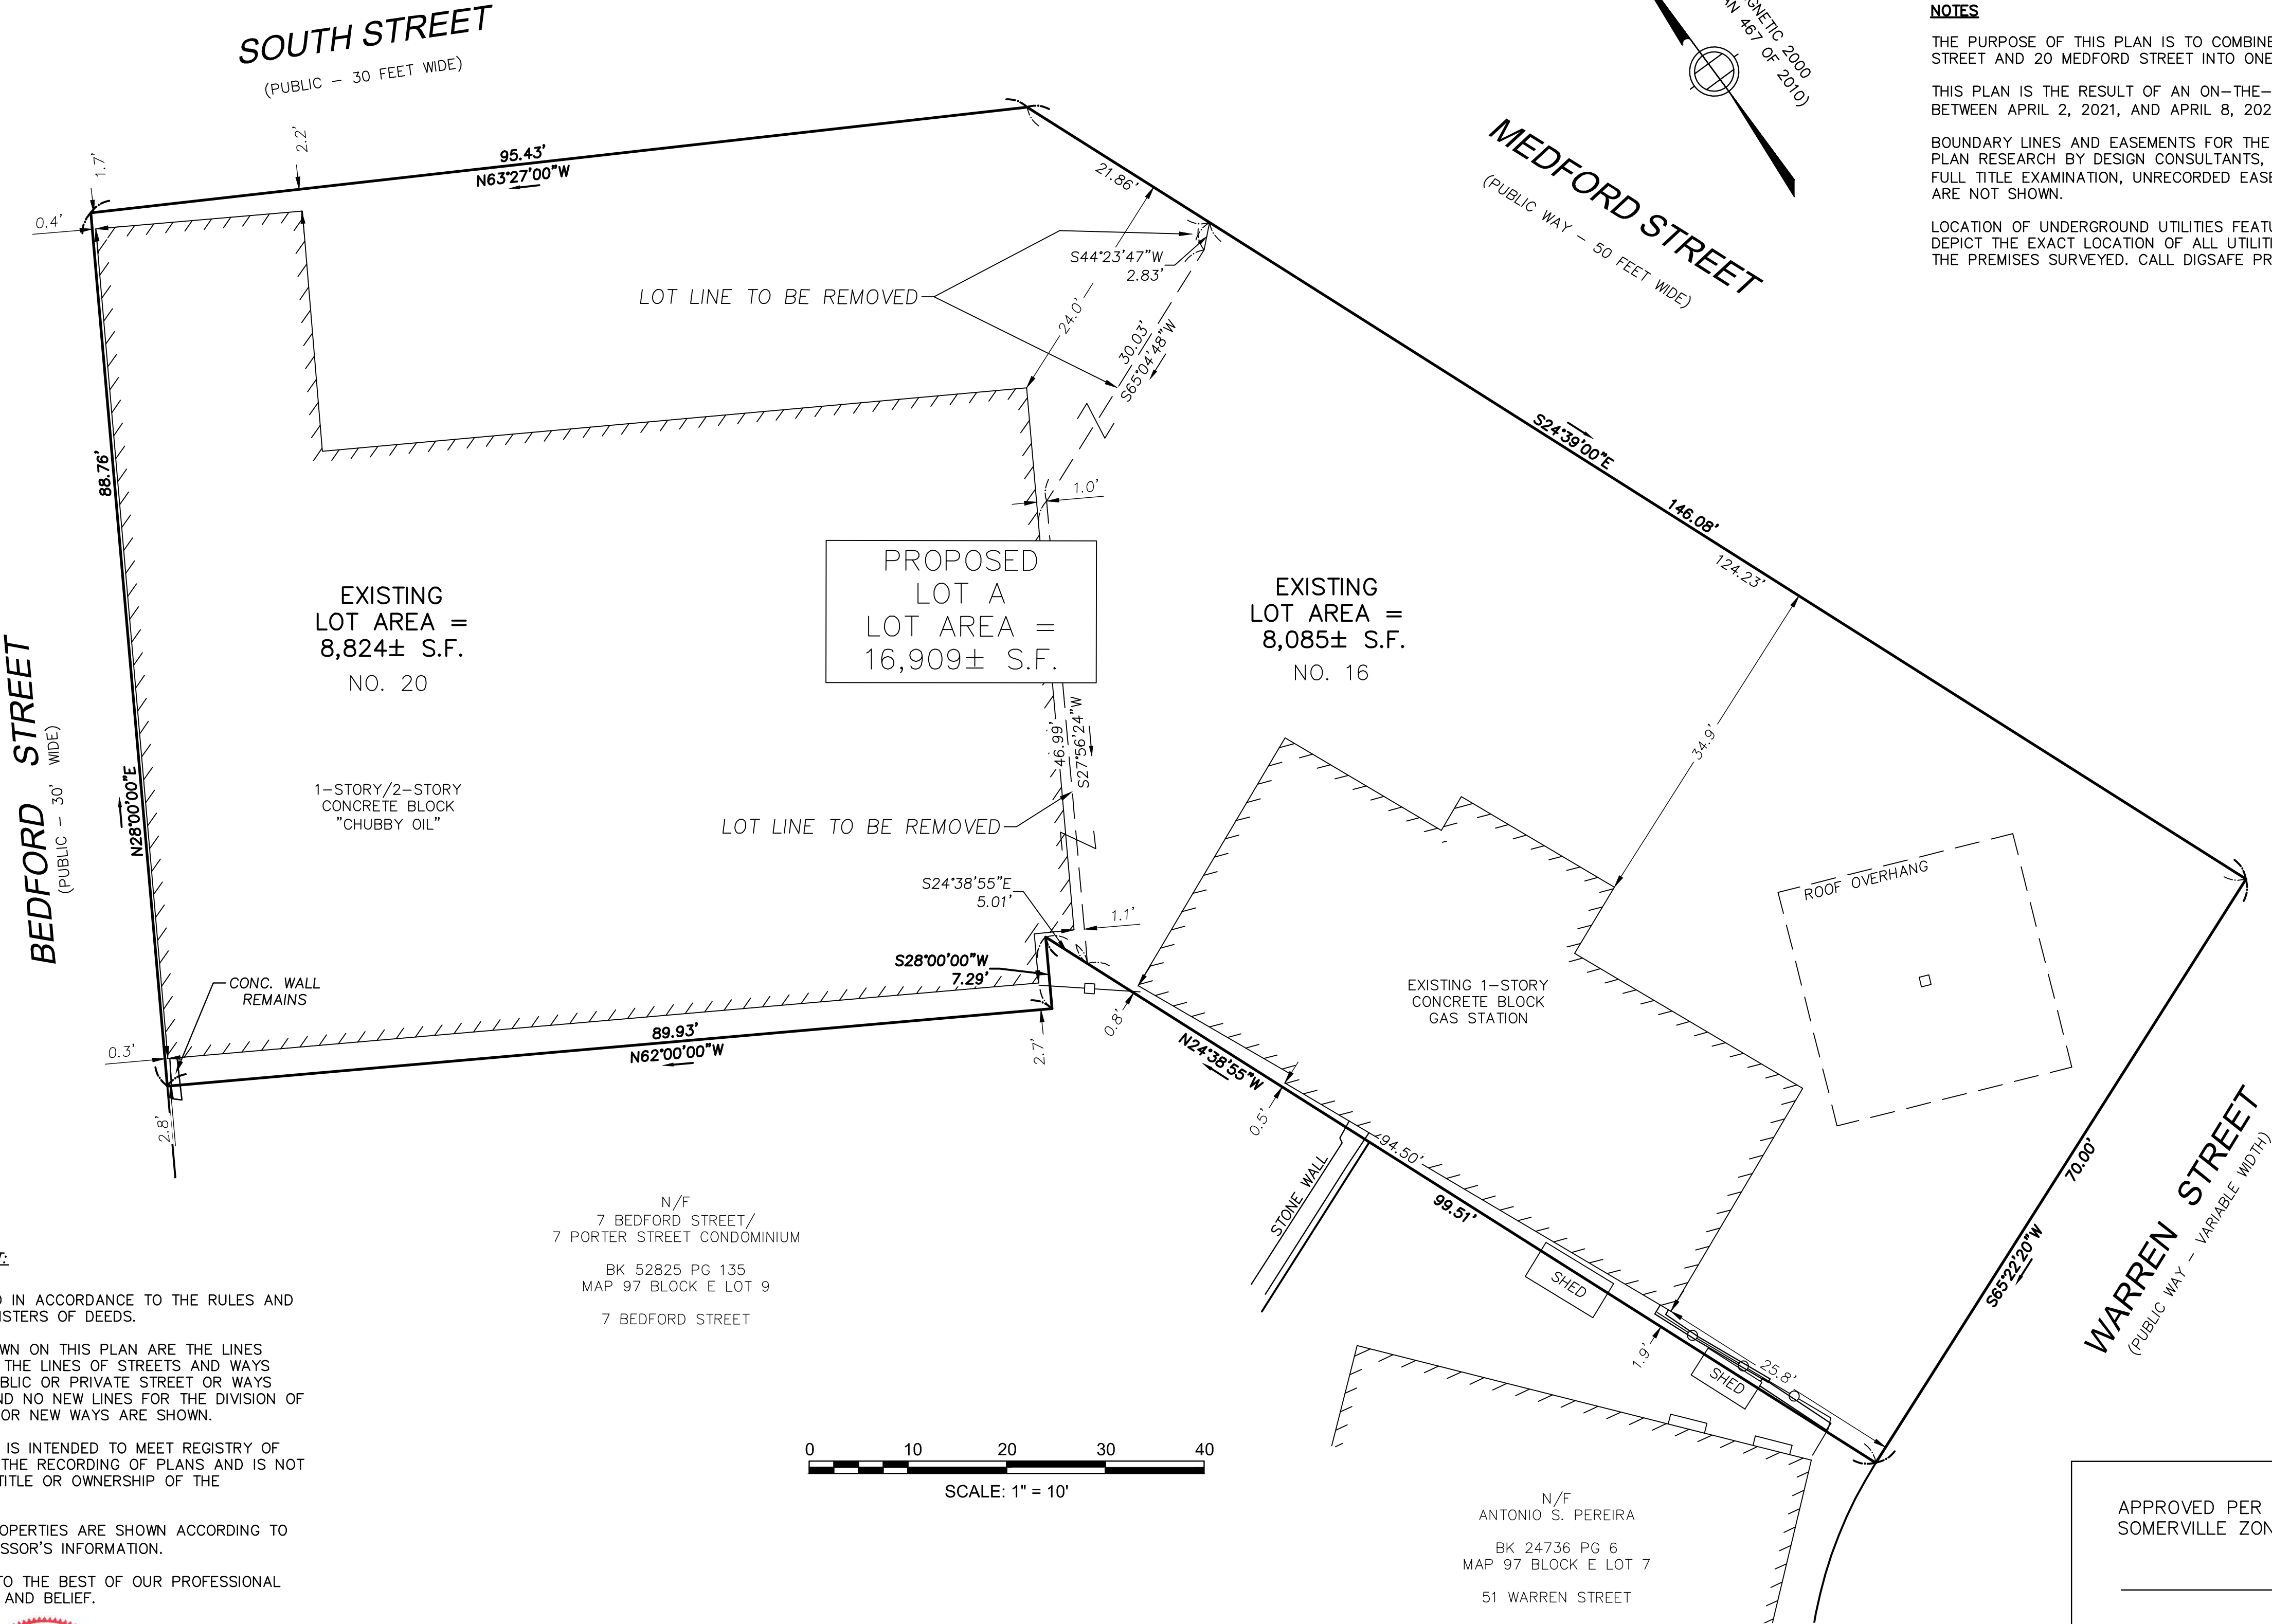 SOUTH STREET
(PUBLIC – 30 FEET WIDE)
MAGNETIC 2000
467 OF 2010)
NOTES
THE PURPOSE OF THIS PLAN IS TO COMBINE
STREET AND 20 MEDFORD STREET INTO ONE
THIS PLAN IS THE RESULT OF AN ON-THE-
BETWEEN APRIL 2, 2021, AND APRIL 8, 202
BOUNDARY LINES AND EASEMENTS FOR THE
PLAN RESEARCH BY DESIGN CONSULTANTS,
FULL TITLE EXAMINATION, UNRECORDED EASE
ARE NOT SHOWN.
LOCATION OF UNDERGROUND UTILITIES FEATU
DEPICT THE EXACT LOCATION OF ALL UTILITI
THE PREMISES SURVEYED. CALL DIGSAFE PR
MEDFORD STREET
(PUBLIC WAY – 50 FEET WIDE)
1.7'
2.2'
95.43'
N63°27'00"W
0.4'
21.86'
S44°23'47"W
2.83'
LOT LINE TO BE REMOVED
24.0'
30.03'
S65°04'48"W
88.76'
1.0'
S24°39'00"E
146.08'
124.23'
PROPOSED
LOT A
LOT AREA =
16,909± S.F.
EXISTING
LOT AREA =
8,824± S.F.
NO. 20
EXISTING
LOT AREA =
8,085± S.F.
NO. 16
BEDFORD STREET
(PUBLIC – 30' WIDE)
N28°00'00"E
1-STORY/2-STORY
CONCRETE BLOCK
"CHUBBY OIL"
46.99'
S27°56'24"W
34.9'
LOT LINE TO BE REMOVED
S24°38'55"E
5.01'
1.1'
ROOF OVERHANG
S28°00'00"W
7.29'
CONC. WALL
REMAINS
EXISTING 1-STORY
CONCRETE BLOCK
GAS STATION
0.3'
89.93'
N62°00'00"W
2.7'
0.8'
N24°38'55"W
2.8'
0.5'
94.50'
STONE WALL
99.51'
70.00'
S65°22'20"W
WARREN STREET
(PUBLIC WAY – VARIABLE WIDTH)
SHED
SHED
1.9'
25.8'
N/F
7 BEDFORD STREET/
7 PORTER STREET CONDOMINIUM
BK 52825 PG 135
MAP 97 BLOCK E LOT 9
7 BEDFORD STREET
IN ACCORDANCE TO THE RULES AND
ISTERS OF DEEDS.
WN ON THIS PLAN ARE THE LINES
THE LINES OF STREETS AND WAYS
BLIC OR PRIVATE STREET OR WAYS
ND NO NEW LINES FOR THE DIVISION OF
OR NEW WAYS ARE SHOWN.
IS INTENDED TO MEET REGISTRY OF
THE RECORDING OF PLANS AND IS NOT
TITLE OR OWNERSHIP OF THE
OPERTIES ARE SHOWN ACCORDING TO
SSOR'S INFORMATION.
TO THE BEST OF OUR PROFESSIONAL
AND BELIEF.
0 10 20 30 40
SCALE: 1" = 10'
N/F
ANTONIO S. PEREIRA
BK 24736 PG 6
MAP 97 BLOCK E LOT 7
51 WARREN STREET
APPROVED PER
SOMERVILLE ZON